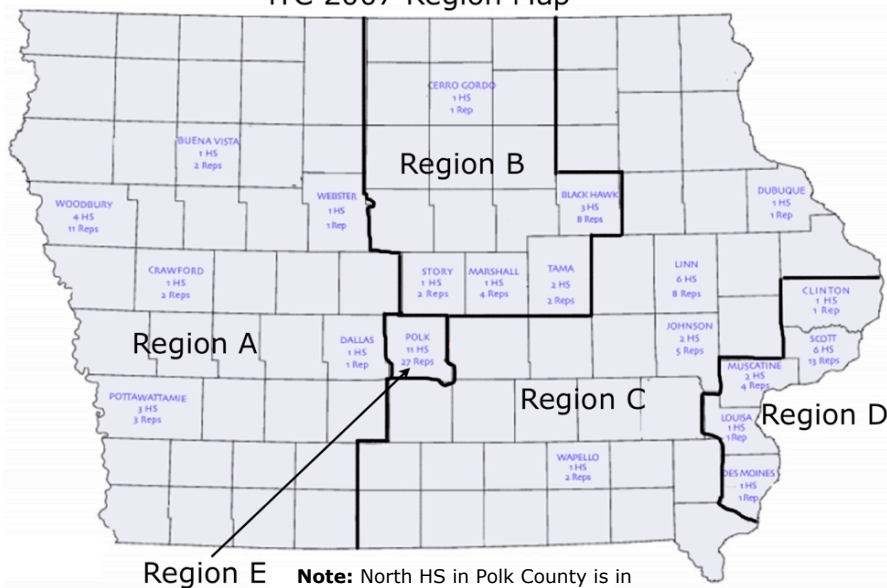 ITC 2007 Region Map
CERRO GORDO
1 HS
1 Rep
BUENA VISTA
1 HS
2 Reps
Region B
WOODBURY
4 HS
11 Reps
WEBSTER
1 HS
1 Rep
BLACK HAWK
3 HS
8 Reps
DUBUQUE
1 HS
1 Rep
CRAWFORD
1 HS
2 Reps
STORY
1 HS
2 Reps
MARSHALL
1 HS
4 Reps
TAMA
2 HS
2 Reps
LINN
6 HS
8 Reps
CLINTON
1 HS
1 Rep
Region A
DALLAS
1 HS
1 Rep
POLK
11 HS
27 Reps
JOHNSON
2 HS
5 Reps
SCOTT
6 HS
13 Reps
MUSCATINE
2 HS
4 Reps
POTTAWATTAMIE
3 HS
3 Reps
Region C
LOUISA
1 HS
1 Rep
Region D
WAPELLO
1 HS
2 Reps
DES MOINES
1 HS
1 Rep
Region E
Note: North HS in Polk County is in